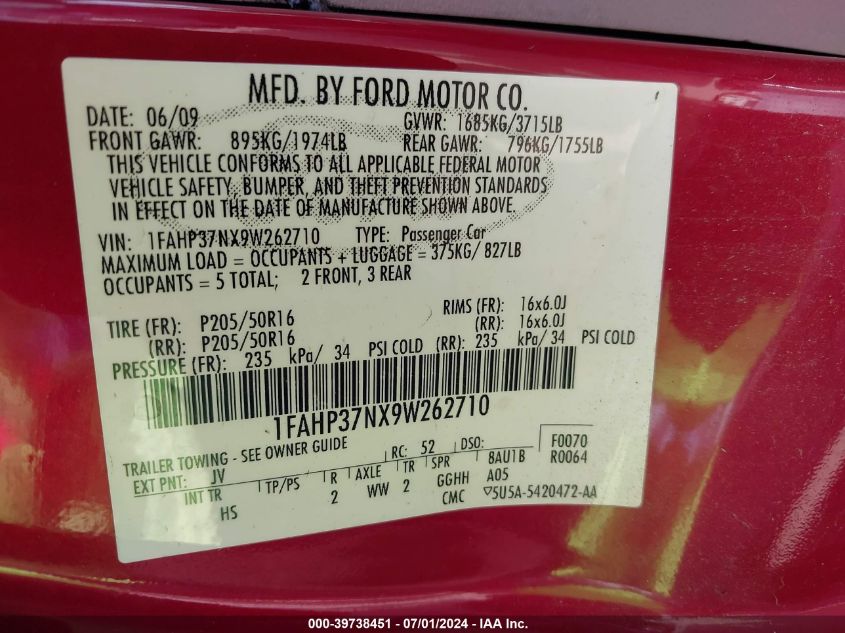 MFD. BY FORD MOTOR CO.
DATE: 06/09 GVWR: 1685KG/3715LB
FRONT GAWR: 895KG/1974LB REAR GAWR: 796KG/1755LB
THIS VEHICLE CONFORMS TO ALL APPLICABLE FEDERAL MOTOR
VEHICLE SAFETY, BUMPER, AND THEFT PREVENTION STANDARDS
IN EFFECT ON THE DATE OF MANUFACTURE SHOWN ABOVE.
VIN: 1FAHP37NX9W262710 TYPE: Passenger Car
MAXIMUM LOAD = OCCUPANTS + LUGGAGE = 375KG/ 827LB
OCCUPANTS = 5 TOTAL; 2 FRONT, 3 REAR
TIRE (FR): P205/50R16 RIMS (FR): 16x6.0J
(RR): P205/50R16 (RR): 16x6.0J
PRESSURE (FR): 235 kPa/ 34 PSI COLD (RR): 235 kPa/ 34 PSI COLD
1FAHP37NX9W262710
TRAILER TOWING - SEE OWNER GUIDE RC: 52 DSO: F0070
EXT PNT: JV R0064
INT TR TP/PS R AXLE TR SPR 8AU1B
HS 2 WW 2 GGHH A05
CMC ▽5U5A-5420472-AA
000-39738451 - 07/01/2024 - IAA Inc.